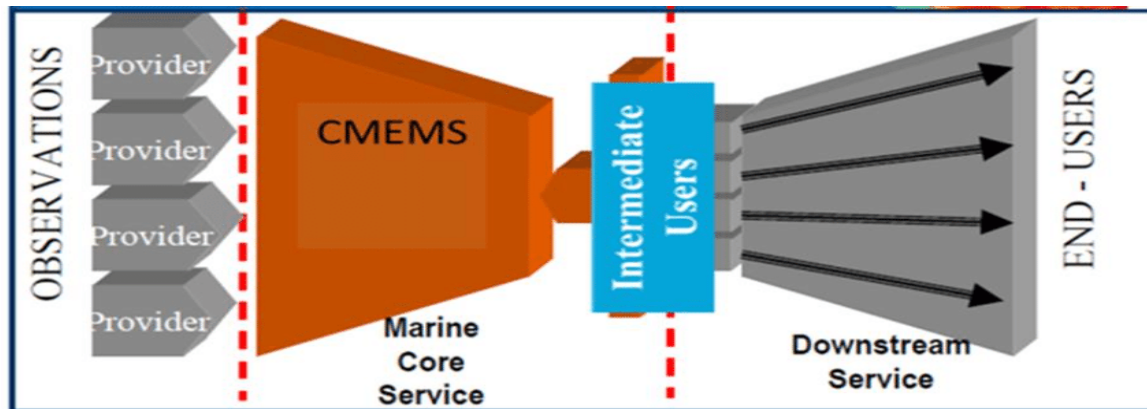 OBSERVATIONS
Provider
Provider
Provider
Provider
CMEMS
Marine
Core
Service
Intermediate
Users
Downstream
Service
END - USERS